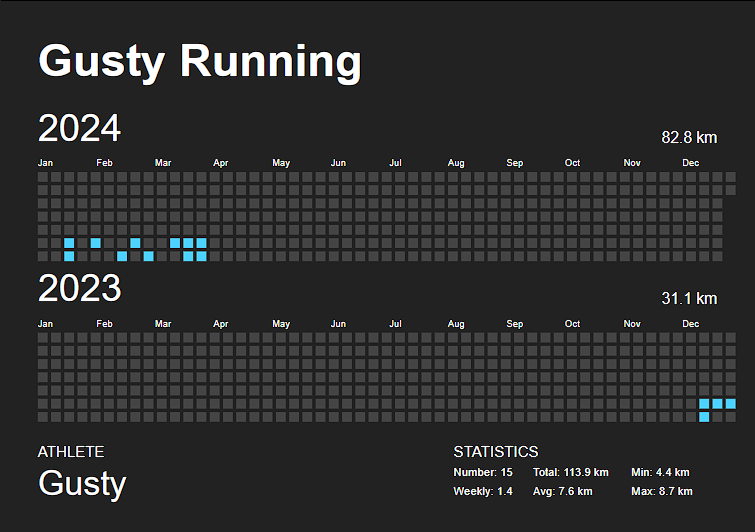 Gusty Running
2024
82.8 km
Jan Feb Mar Apr May Jun Jul Aug Sep Oct Nov Dec
2023
31.1 km
Jan Feb Mar Apr May Jun Jul Aug Sep Oct Nov Dec
ATHLETE
Gusty
STATISTICS
Number: 15 Total: 113.9 km Min: 4.4 km
Weekly: 1.4 Avg: 7.6 km Max: 8.7 km